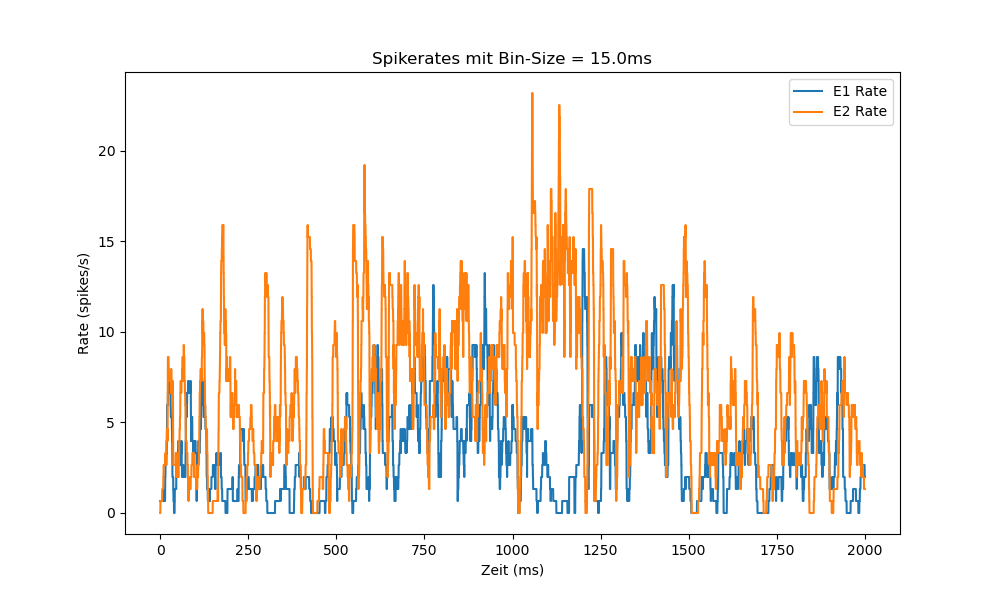 Spikerates mit Bin-Size = 15.0ms
E1 Rate
E2 Rate
Rate (spikes/s)
20
15
10
5
0
0 250 500 750 1000 1250 1500 1750 2000
Zeit (ms)